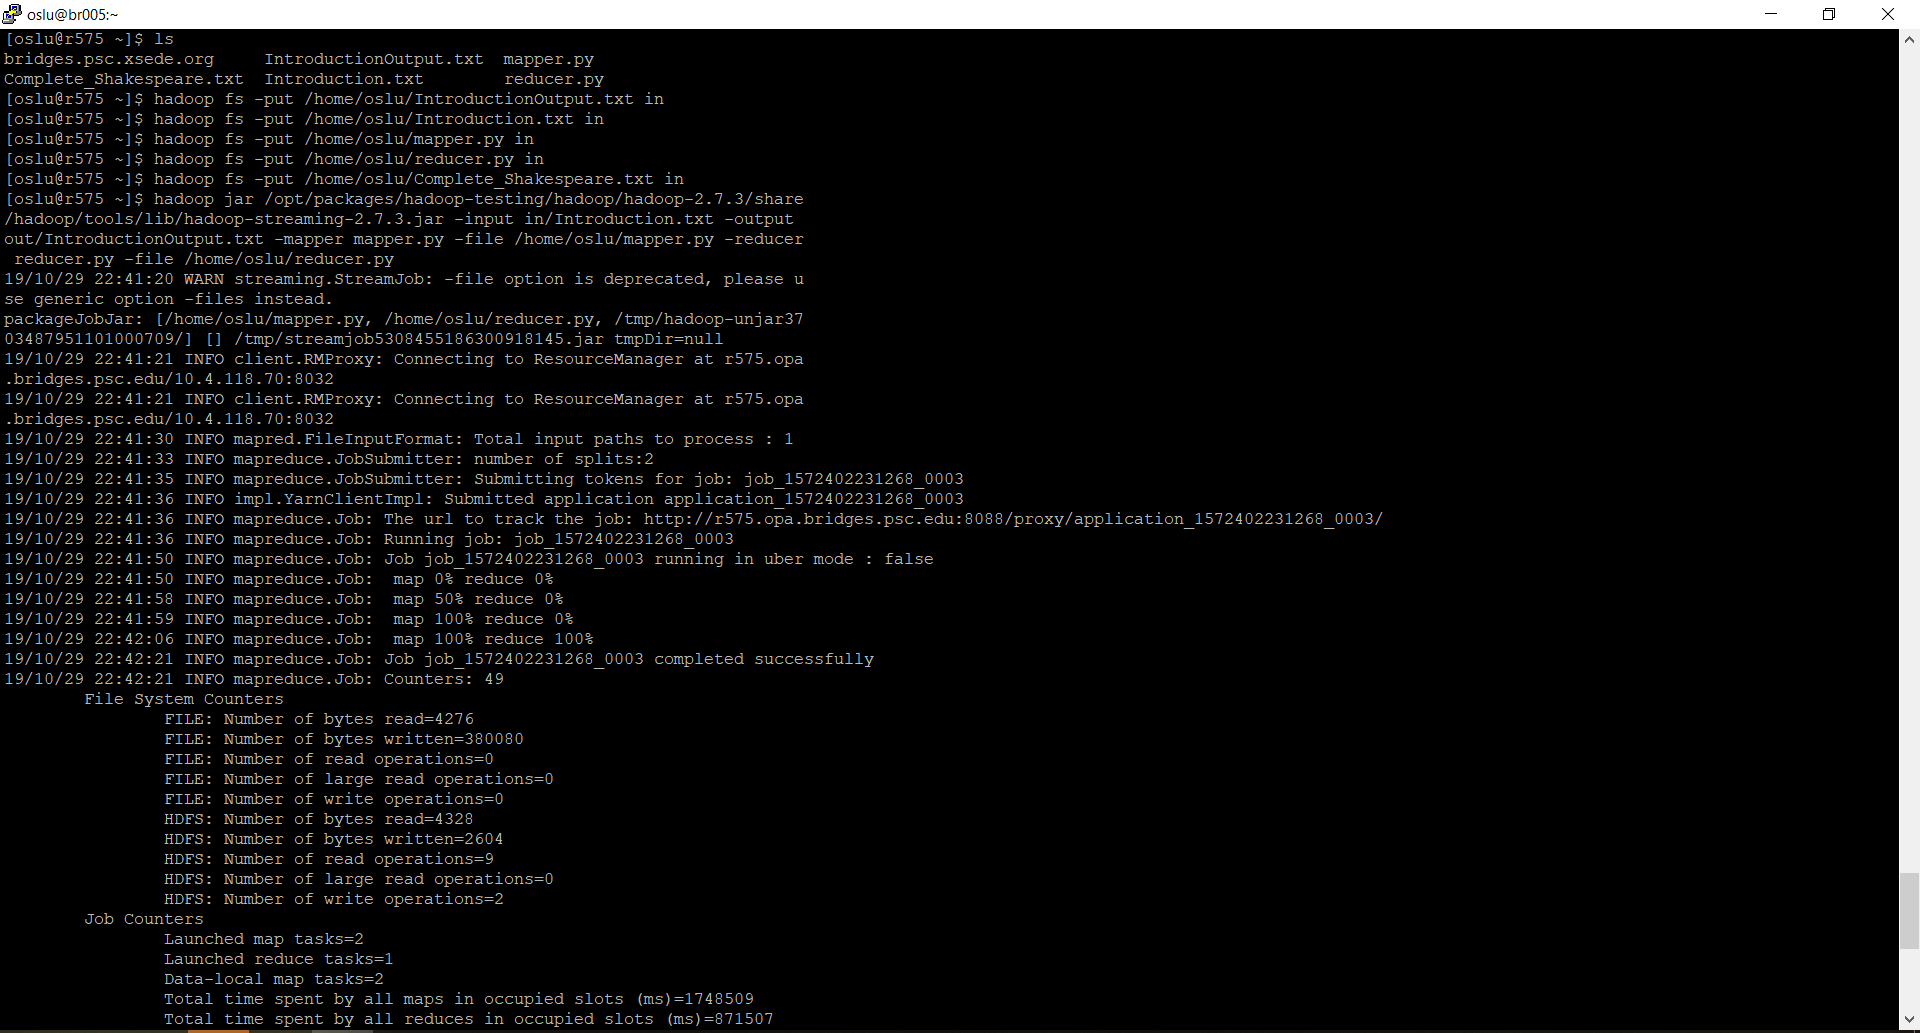 oslu@br005:~
[oslu@r575 ~]$ ls
bridges.psc.xsede.org     IntroductionOutput.txt  mapper.py
Complete_Shakespeare.txt  Introduction.txt        reducer.py
[oslu@r575 ~]$ hadoop fs -put /home/oslu/IntroductionOutput.txt in
[oslu@r575 ~]$ hadoop fs -put /home/oslu/Introduction.txt in
[oslu@r575 ~]$ hadoop fs -put /home/oslu/mapper.py in
[oslu@r575 ~]$ hadoop fs -put /home/oslu/reducer.py in
[oslu@r575 ~]$ hadoop fs -put /home/oslu/Complete_Shakespeare.txt in
[oslu@r575 ~]$ hadoop jar /opt/packages/hadoop-testing/hadoop/hadoop-2.7.3/share
/hadoop/tools/lib/hadoop-streaming-2.7.3.jar -input in/Introduction.txt -output
out/IntroductionOutput.txt -mapper mapper.py -file /home/oslu/mapper.py -reducer
 reducer.py -file /home/oslu/reducer.py
19/10/29 22:41:20 WARN streaming.StreamJob: -file option is deprecated, please u
se generic option -files instead.
packageJobJar: [/home/oslu/mapper.py, /home/oslu/reducer.py, /tmp/hadoop-unjar37
03487951101000709/] [] /tmp/streamjob5308455186300918145.jar tmpDir=null
19/10/29 22:41:21 INFO client.RMProxy: Connecting to ResourceManager at r575.opa
.bridges.psc.edu/10.4.118.70:8032
19/10/29 22:41:21 INFO client.RMProxy: Connecting to ResourceManager at r575.opa
.bridges.psc.edu/10.4.118.70:8032
19/10/29 22:41:30 INFO mapred.FileInputFormat: Total input paths to process : 1
19/10/29 22:41:33 INFO mapreduce.JobSubmitter: number of splits:2
19/10/29 22:41:35 INFO mapreduce.JobSubmitter: Submitting tokens for job: job_1572402231268_0003
19/10/29 22:41:36 INFO impl.YarnClientImpl: Submitted application application_1572402231268_0003
19/10/29 22:41:36 INFO mapreduce.Job: The url to track the job: http://r575.opa.bridges.psc.edu:8088/proxy/application_1572402231268_0003/
19/10/29 22:41:36 INFO mapreduce.Job: Running job: job_1572402231268_0003
19/10/29 22:41:50 INFO mapreduce.Job: Job job_1572402231268_0003 running in uber mode : false
19/10/29 22:41:50 INFO mapreduce.Job:  map 0% reduce 0%
19/10/29 22:41:58 INFO mapreduce.Job:  map 50% reduce 0%
19/10/29 22:41:59 INFO mapreduce.Job:  map 100% reduce 0%
19/10/29 22:42:06 INFO mapreduce.Job:  map 100% reduce 100%
19/10/29 22:42:21 INFO mapreduce.Job: Job job_1572402231268_0003 completed successfully
19/10/29 22:42:21 INFO mapreduce.Job: Counters: 49
        File System Counters
                FILE: Number of bytes read=4276
                FILE: Number of bytes written=380080
                FILE: Number of read operations=0
                FILE: Number of large read operations=0
                FILE: Number of write operations=0
                HDFS: Number of bytes read=4328
                HDFS: Number of bytes written=2604
                HDFS: Number of read operations=9
                HDFS: Number of large read operations=0
                HDFS: Number of write operations=2
        Job Counters
                Launched map tasks=2
                Launched reduce tasks=1
                Data-local map tasks=2
                Total time spent by all maps in occupied slots (ms)=1748509
                Total time spent by all reduces in occupied slots (ms)=871507